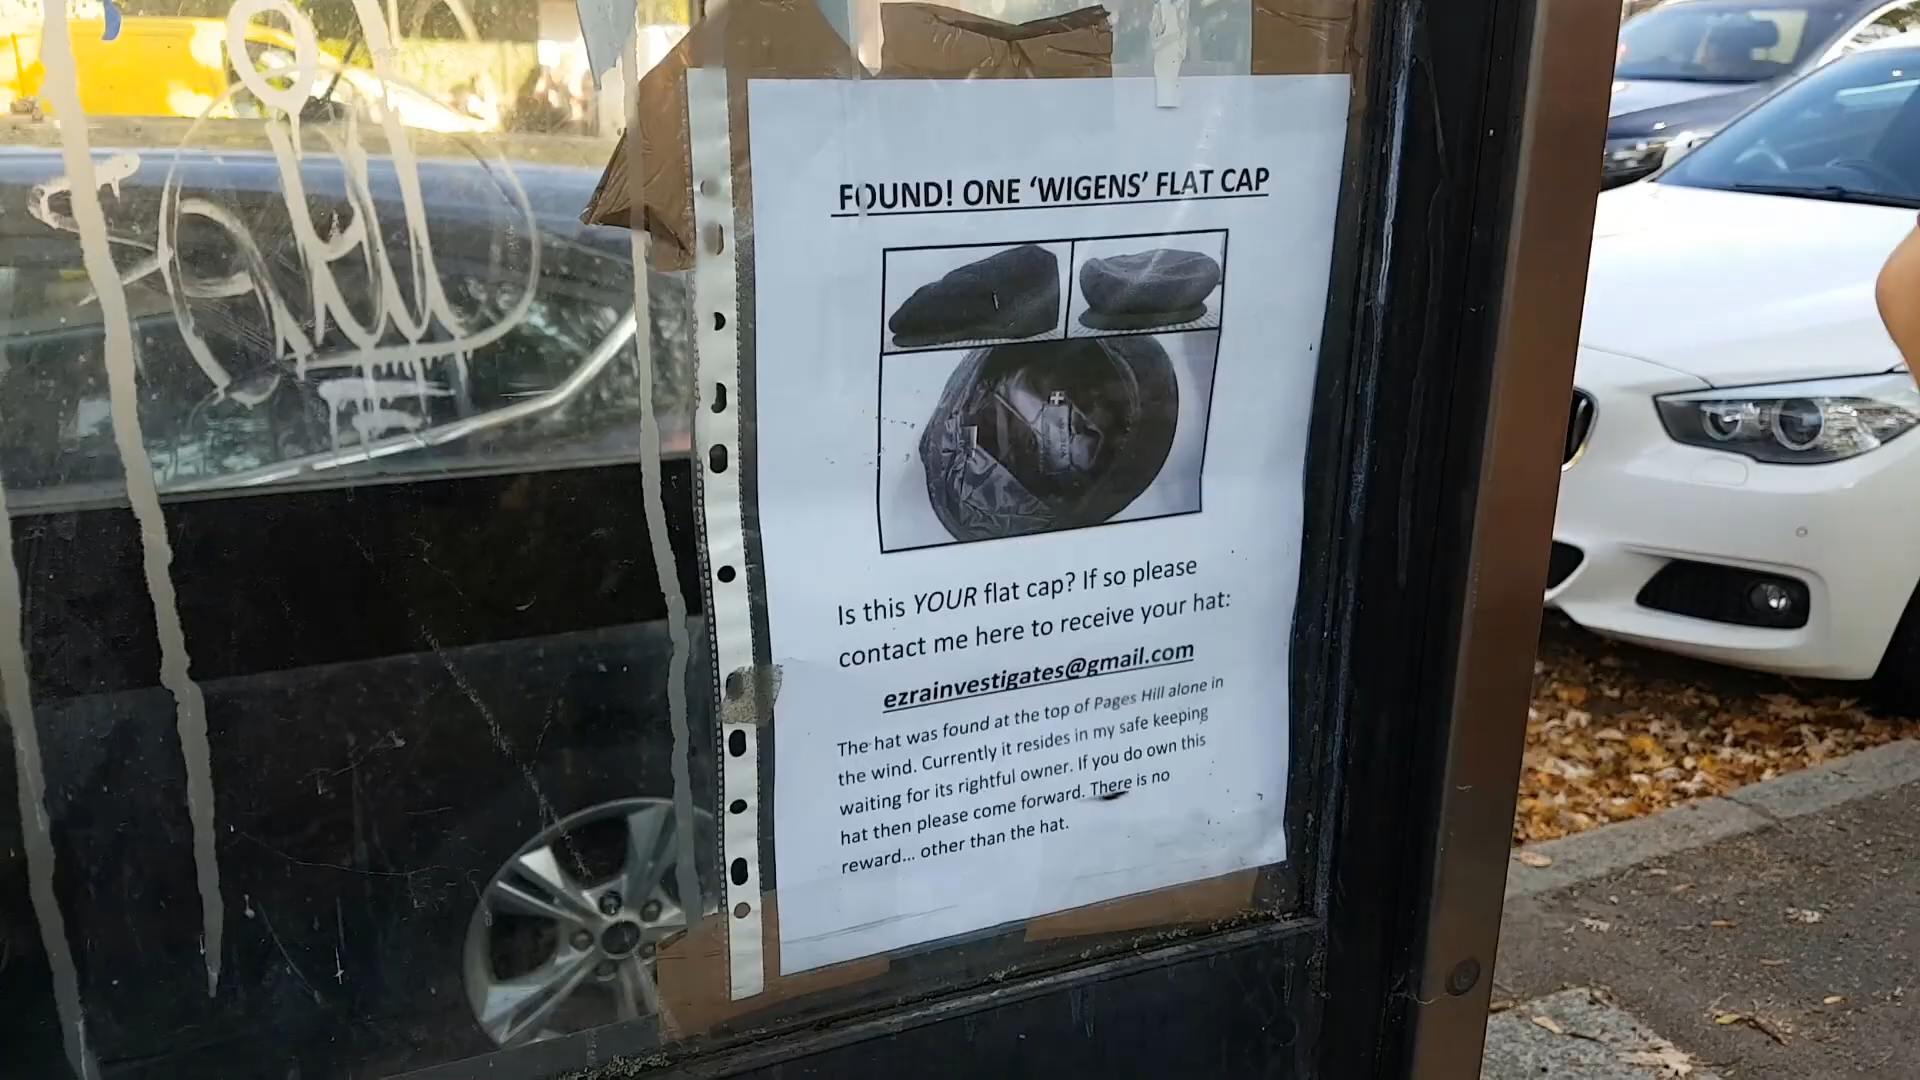 FOUND! ONE ‘WIGENS’ FLAT CAP
Is this YOUR flat cap? If so please
contact me here to receive your hat:
ezrainvestigates@gmail.com
The hat was found at the top of Pages Hill alone in
the wind. Currently it resides in my safe keeping
waiting for its rightful owner. If you do own this
hat then please come forward. There is no
reward... other than the hat.